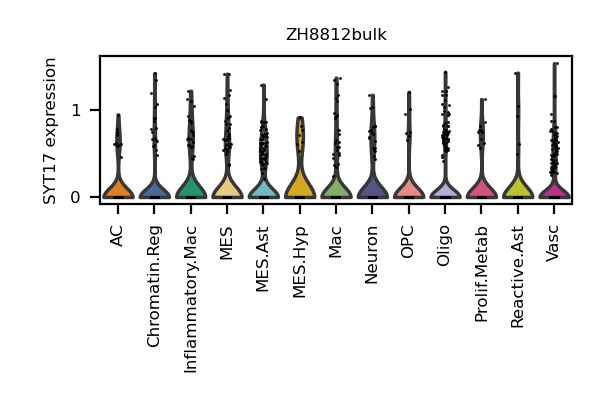 ZH8812bulk
SYT17 expression
1
0
AC
Chromatin.Reg
Inflammatory.Mac
MES
MES.Ast
MES.Hyp
Mac
Neuron
OPC
Oligo
Prolif.Metab
Reactive.Ast
Vasc